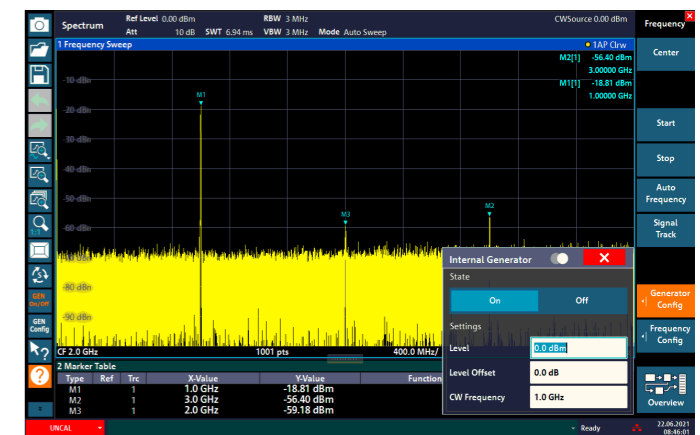 Spectrum
Ref Level 0.00 dBm RBW 3 MHz CWSource 0.00 dBm
Att 10 dB SWT 6.94 ms VBW 3 MHz Mode Auto Sweep
Frequency
1 Frequency Sweep 1AP Clrw
M2[1] -56.40 dBm
3.00000 GHz
M1[1] -18.81 dBm
1.00000 GHz
Center
-10 dBm
M1
-20 dBm
Start
-30 dBm
-40 dBm
Stop
-50 dBm
Auto
Frequency
M2
M3
-60 dBm
Signal
Track
1:1
Internal Generator
State
-80 dBm
On Off
GEN
On/Off
Generator
Config
-90 dBm
GEN
Config
Settings
Frequency
Config
Level 0.0 dBm
CF 2.0 GHz 1001 pts 400.0 MHz/
2 Marker Table
Level Offset 0.0 dB
Type Ref Trc X-Value Y-Value Function
M1 1 1.0 GHz -18.81 dBm
M2 1 3.0 GHz -56.40 dBm
M3 1 2.0 GHz -59.18 dBm
CW Frequency 1.0 GHz
Overview
UNCAL Ready 22.06.2021
08:46:01